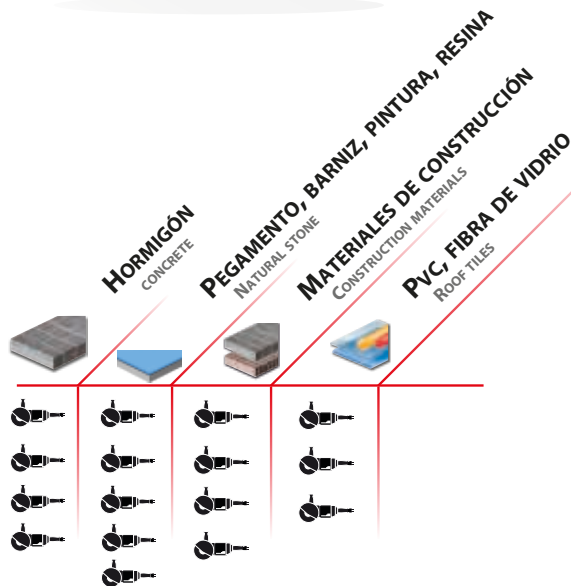 HORMIGÓN
CONCRETE
PEGAMENTO, BARNIZ, PINTURA, RESINA
NATURAL STONE
MATERIALES DE CONSTRUCCIÓN
CONSTRUCTION MATERIALS
PVC, FIBRA DE VIDRIO
ROOF TILES